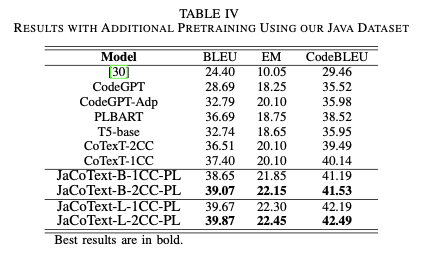 TABLE IV
RESULTS WITH ADDITIONAL PRETRAINING USING OUR JAVA DATASET
Model BLEU EM CodeBLEU
[30] 24.40 10.05 29.46
CodeGPT 28.69 18.25 35.52
CodeGPT-Adp 32.79 20.10 35.98
PLBART 36.69 18.75 38.52
T5-base 32.74 18.65 35.95
CoTexT-2CC 36.51 20.10 39.49
CoTexT-1CC 37.40 20.10 40.14
JaCoText-B-1CC-PL 38.65 21.85 41.19
JaCoText-B-2CC-PL 39.07 22.15 41.53
JaCoText-L-1CC-PL 39.67 22.30 42.19
JaCoText-L-2CC-PL 39.87 22.45 42.49
Best results are in bold.